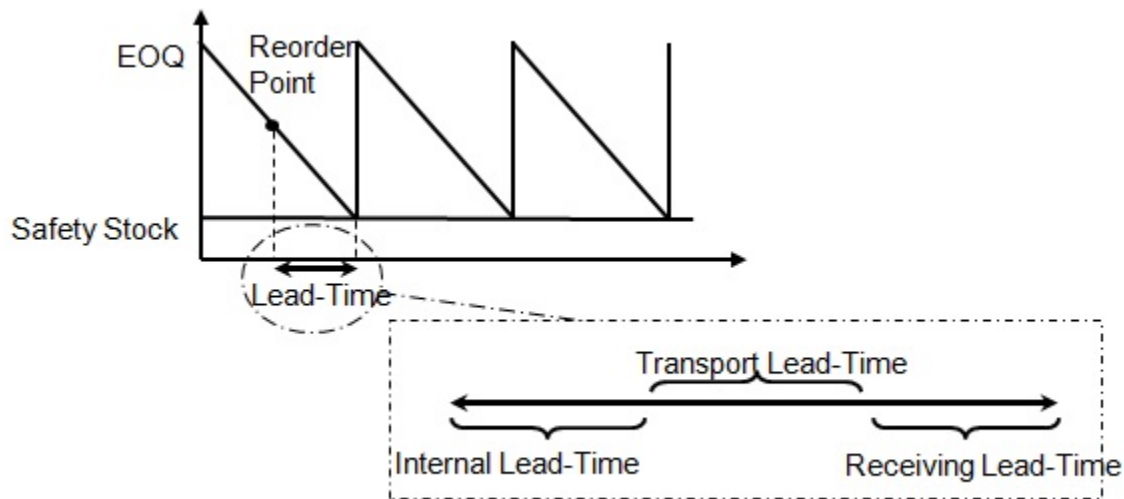 EOQ
Reorder
Point
Safety Stock
Lead-Time
Transport Lead-Time
Internal Lead-Time
Receiving Lead-Time